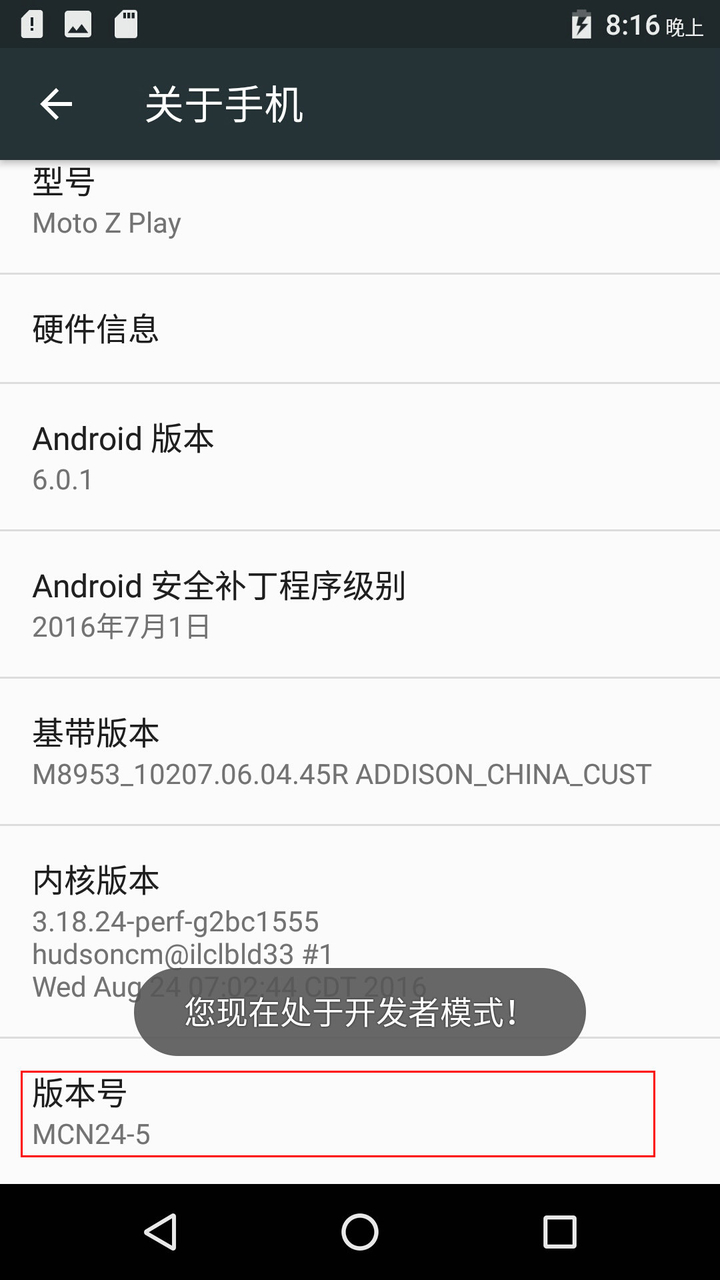 8:16 晚上
关于手机
型号
Moto Z Play
硬件信息
Android 版本
6.0.1
Android 安全补丁程序级别
2016年7月1日
基带版本
M8953_10207.06.04.45R ADDISON_CHINA_CUST
内核版本
3.18.24-perf-g2bc1555
hudsoncm@ilclbld33 #1
Wed Aug 24 07:02:44 CDT 2016
您现在处于开发者模式！
版本号
MCN24-5